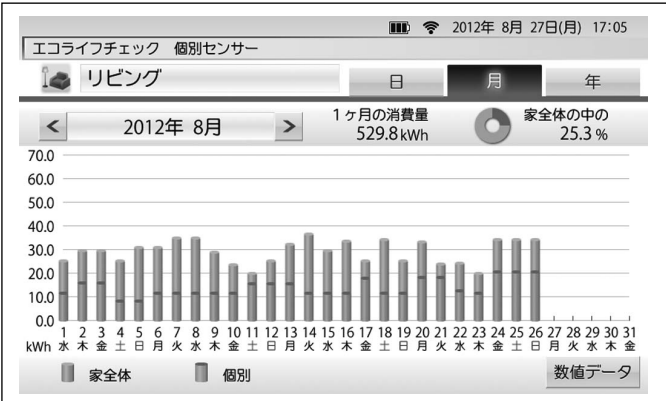 2012年 8月 27日(月) 17:05
エコライフチェック 個別センサー
リビング 日 月 年
< 2012年 8月 > 1ヶ月の消費量 529.8kWh 家全体の中の 25.3%
70.0
60.0
50.0
40.0
30.0
20.0
10.0
0.0
1 2 3 4 5 6 7 8 9 10 11 12 13 14 15 16 17 18 19 20 21 22 23 24 25 26 27 28 29 30 31
kWh 水 木 金 土 日 月 火 水 木 金 土 日 月 火 水 木 金 土 日 月 火 水 木 金 土 日 月 火 水 木 金
家全体 個別 数値データ